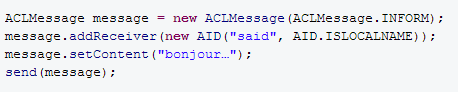 ACLMessage message = new ACLMessage(ACLMessage.INFORM);
message.addReceiver(new AID("said", AID.ISLOCALNAME));
message.setContent("bonjour…");
send(message);